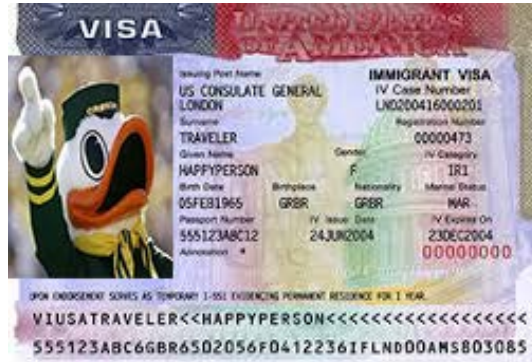 VISA
UNITED STATES
OF AMERICA
Issuing Post Name
IMMIGRANT VISA
US CONSULATE GENERAL
IV Case Number
LONDON
LND200416000201
Surname
Registration Number
TRAVELER
00000473
Given Name
Gender
IV Category
HAPPYPERSON
F
IR1
Birth Date
Birthplace
Nationality
Marital Status
05FEB1965
GRBR
GRBR
MAR
Passport Number
IV Issue Date
IV Expires On
555123ABC12
24JUN2004
23DEC2004
Annotation *
00000000
UPON ENDORSEMENT SERVES AS TEMPORARY I-551 EVIDENCING PERMANENT RESIDENCE FOR 1 YEAR.
VIUSATRAVELER<<HAPPYPERSON<<<<<<<<<<<<<<<<<<
555123ABC6GBR6502056F0412236IFLND00AMS803085